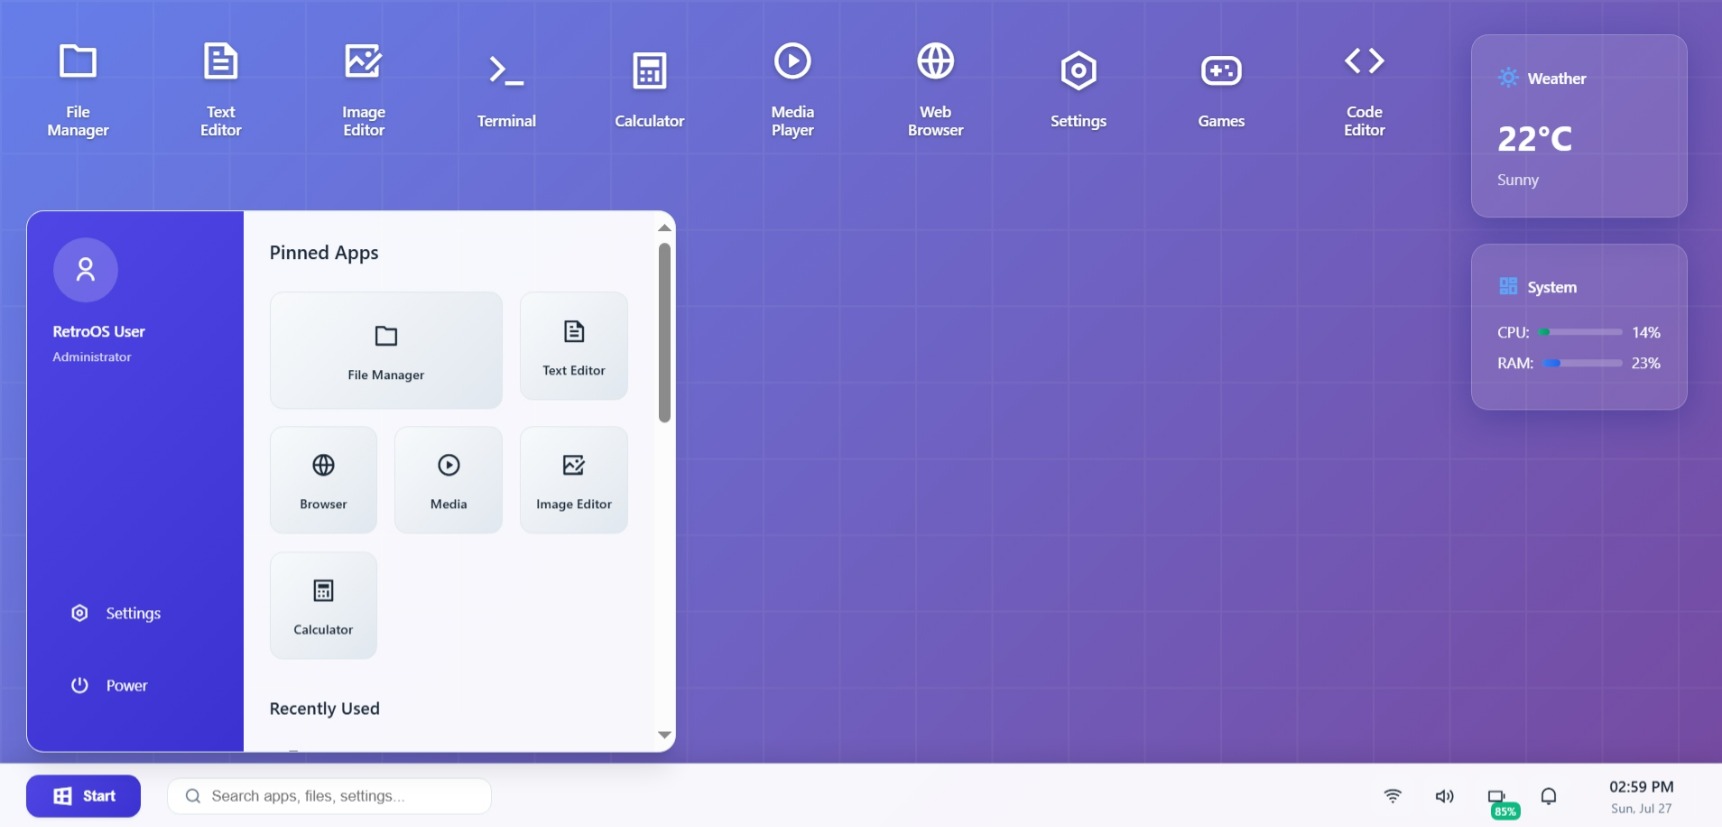 File
Manager
Text
Editor
Image
Editor
Terminal
Calculator
Media
Player
Web
Browser
Settings
Games
Code
Editor
Weather
22°C
Sunny
System
CPU: 14%
RAM: 23%
RetroOS User
Administrator
Settings
Power
Pinned Apps
File Manager
Text Editor
Browser
Media
Image Editor
Calculator
Recently Used
Start
Search apps, files, settings...
85%
02:59 PM
Sun, Jul 27